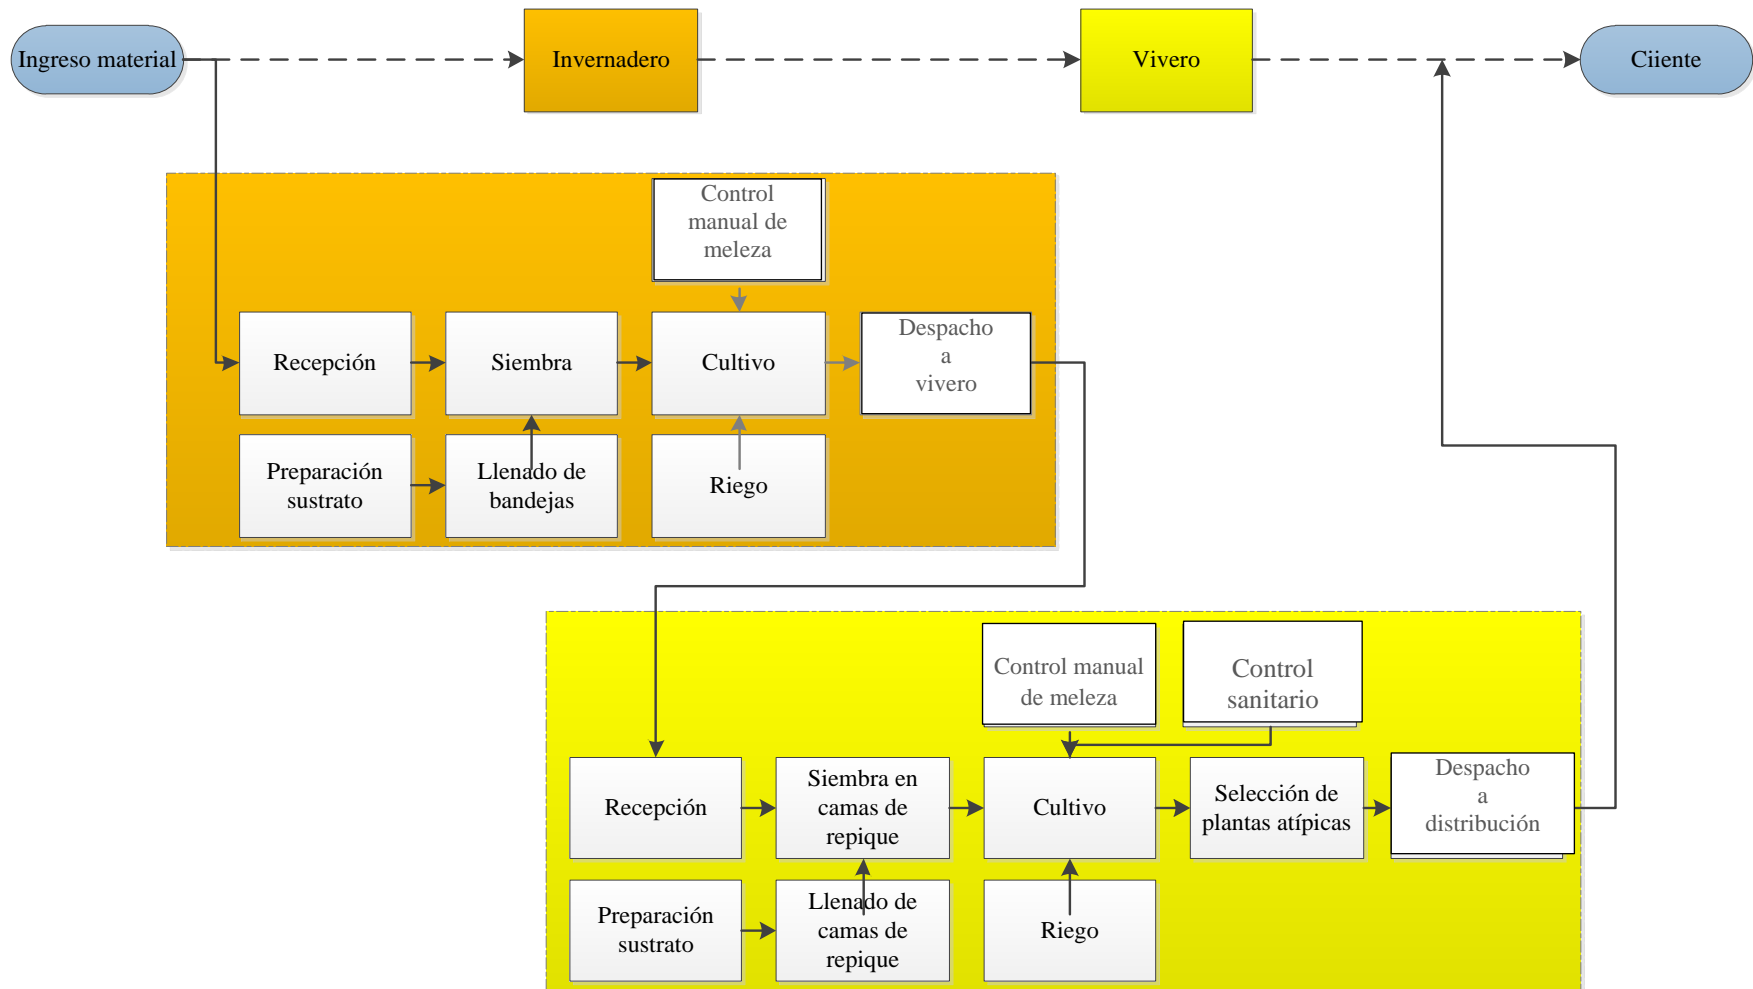 Ingreso material
Invernadero
Vivero
Ciiente
Control
manual de
meleza
Recepción
Siembra
Cultivo
Despacho
a
vivero
Preparación
sustrato
Llenado de
bandejas
Riego
Control manual
de meleza
Control
sanitario
Recepción
Siembra en
camas de
repique
Cultivo
Selección de
plantas atípicas
Despacho
a
distribución
Preparación
sustrato
Llenado de
camas de
repique
Riego